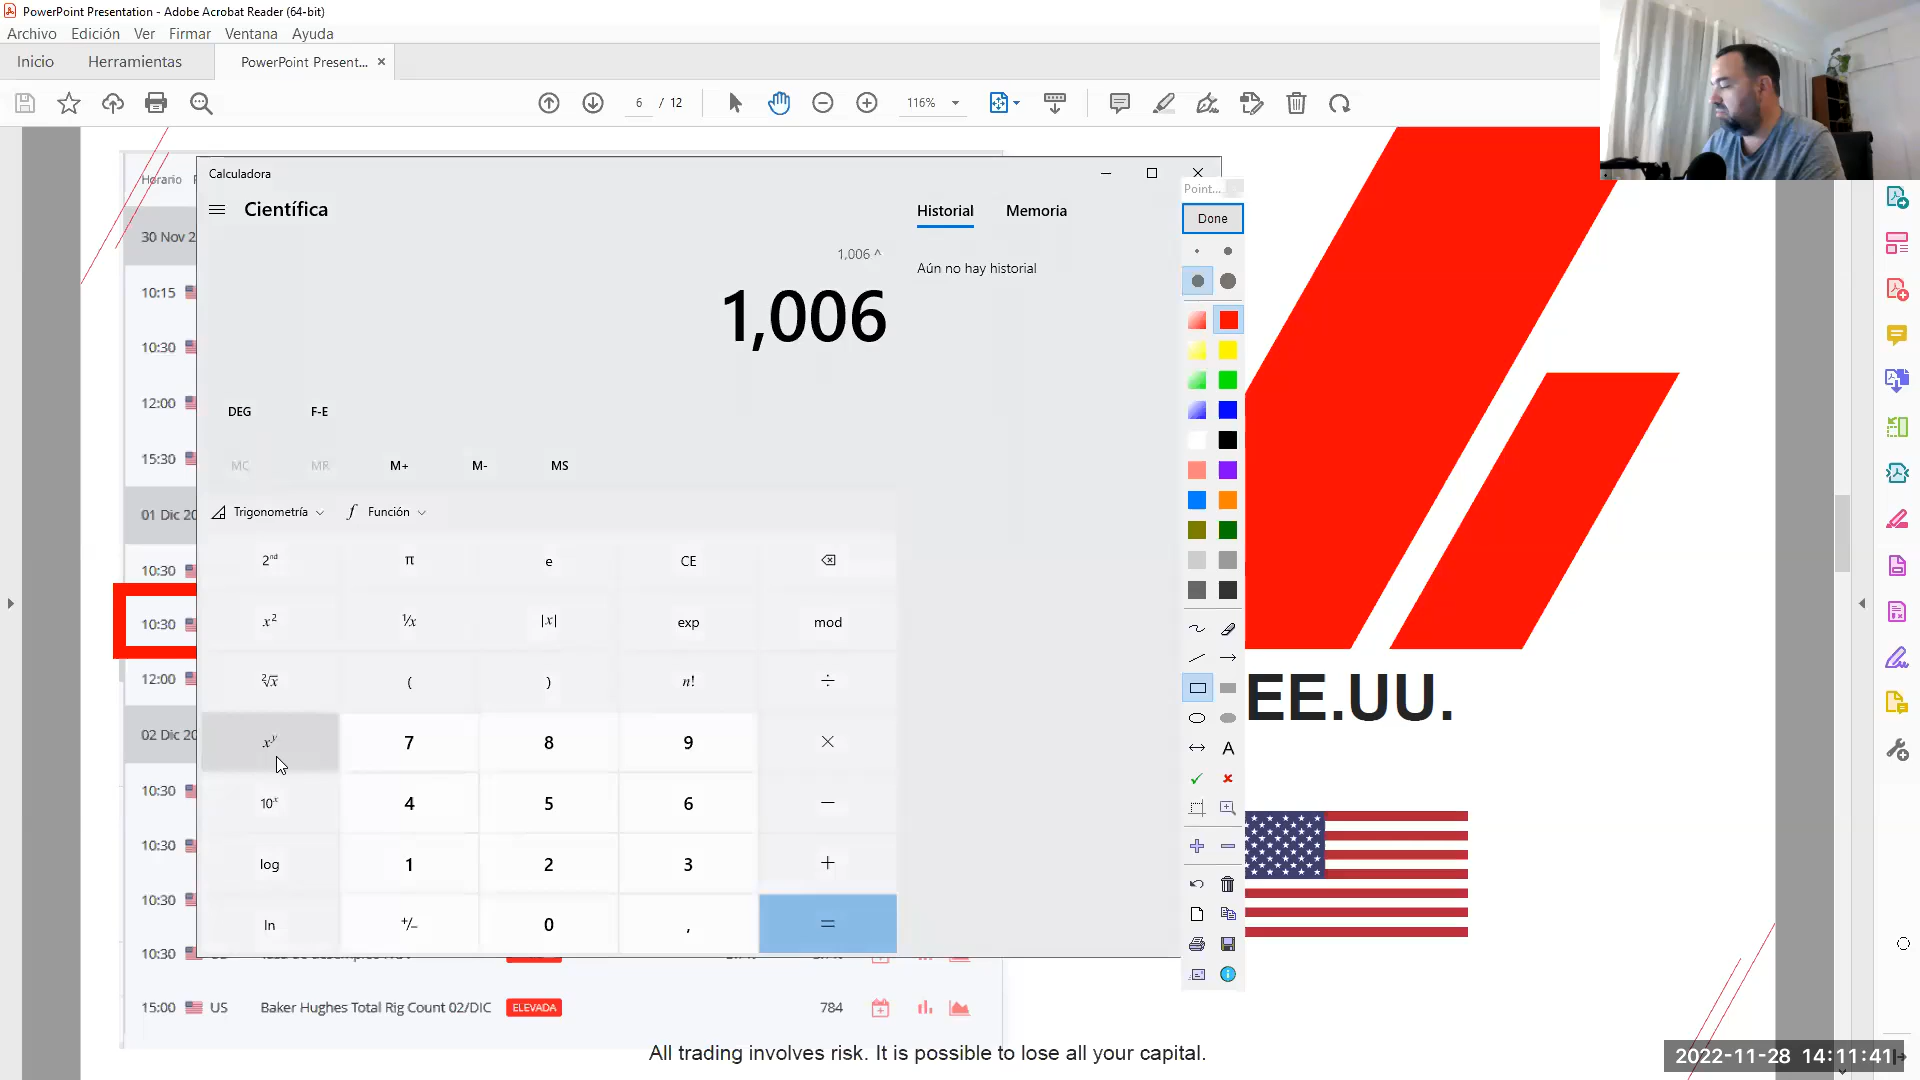 PowerPoint Presentation - Adobe Acrobat Reader (64-bit)
Archivo Edición Ver Firmar Ventana Ayuda
Inicio Herramientas PowerPoint Present...
6 / 12 116%
Horario
30 Nov 2
10:15
10:30
12:00
15:30
01 Dic 20
10:30
10:30
12:00
02 Dic 20
10:30
10:30
10:30
10:30
15:00 US Baker Hughes Total Rig Count 02/DIC ELEVADA 784
Calculadora
Científica
Historial Memoria
1,006 ^
Aún no hay historial
1,006
DEG F-E
MC MR M+ M- MS
Trigonometría Función
2ⁿᵈ π e CE
x² ¹/x |x| exp mod
²√x ( ) n! ÷
xʸ 7 8 9 ×
10ˣ 4 5 6 −
log 1 2 3 +
ln +/− 0 , =
Point...
Done
A
EE.UU.
All trading involves risk. It is possible to lose all your capital.
2022-11-28 14:11:41